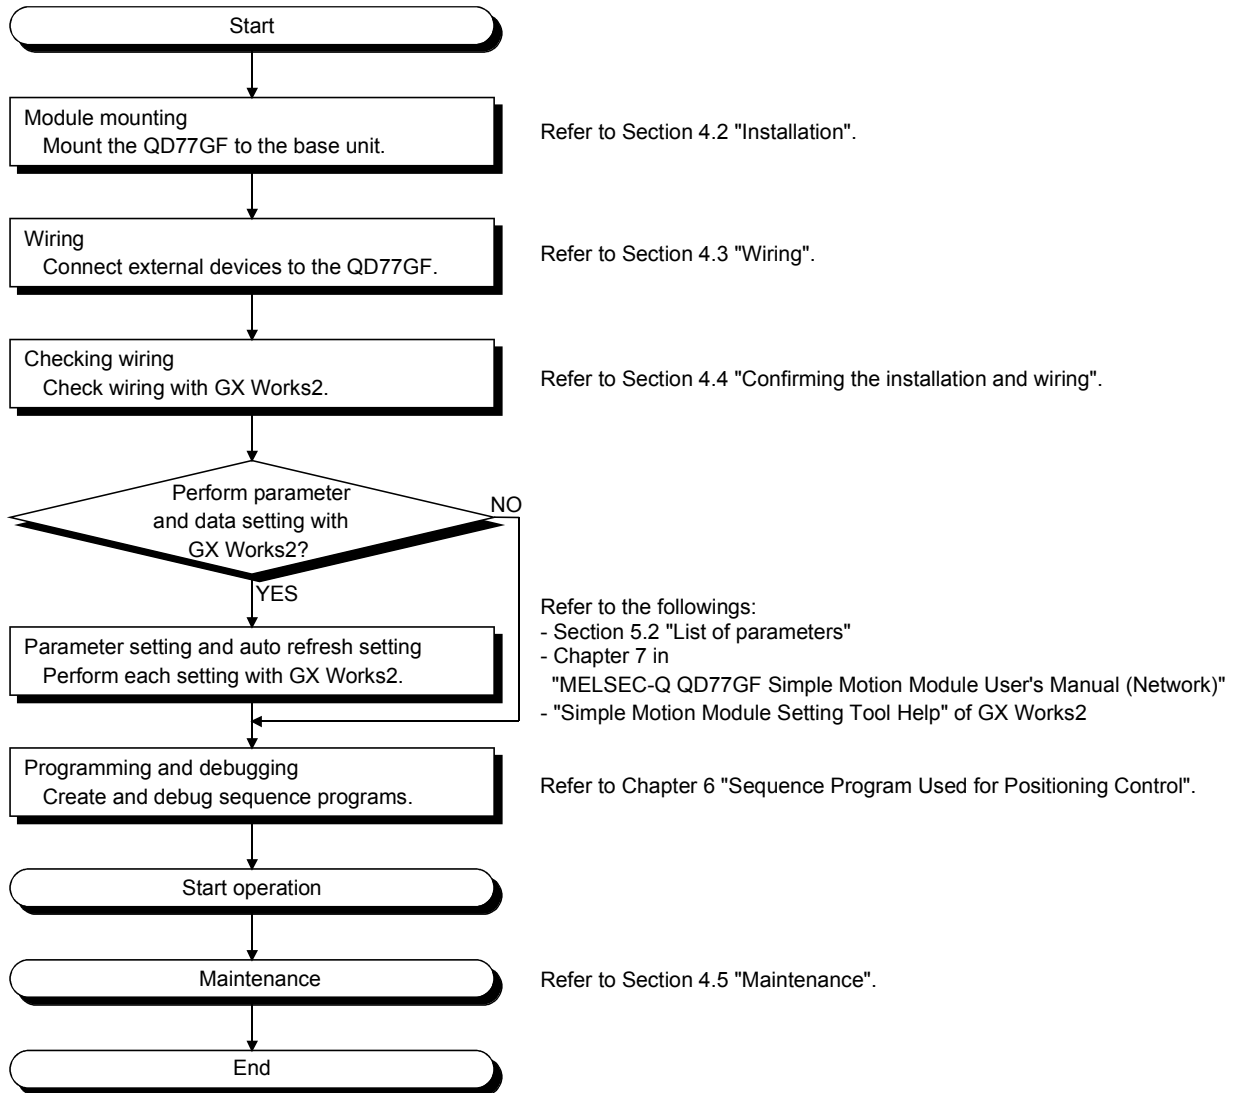 Start
Module mounting
Mount the QD77GF to the base unit.
Refer to Section 4.2 "Installation".
Wiring
Connect external devices to the QD77GF.
Refer to Section 4.3 "Wiring".
Checking wiring
Check wiring with GX Works2.
Refer to Section 4.4 "Confirming the installation and wiring".
Perform parameter
and data setting with
GX Works2?
NO
YES
Parameter setting and auto refresh setting
Perform each setting with GX Works2.
Refer to the followings:
- Section 5.2 "List of parameters"
- Chapter 7 in
"MELSEC-Q QD77GF Simple Motion Module User's Manual (Network)"
- "Simple Motion Module Setting Tool Help" of GX Works2
Programming and debugging
Create and debug sequence programs.
Refer to Chapter 6 "Sequence Program Used for Positioning Control".
Start operation
Maintenance
Refer to Section 4.5 "Maintenance".
End